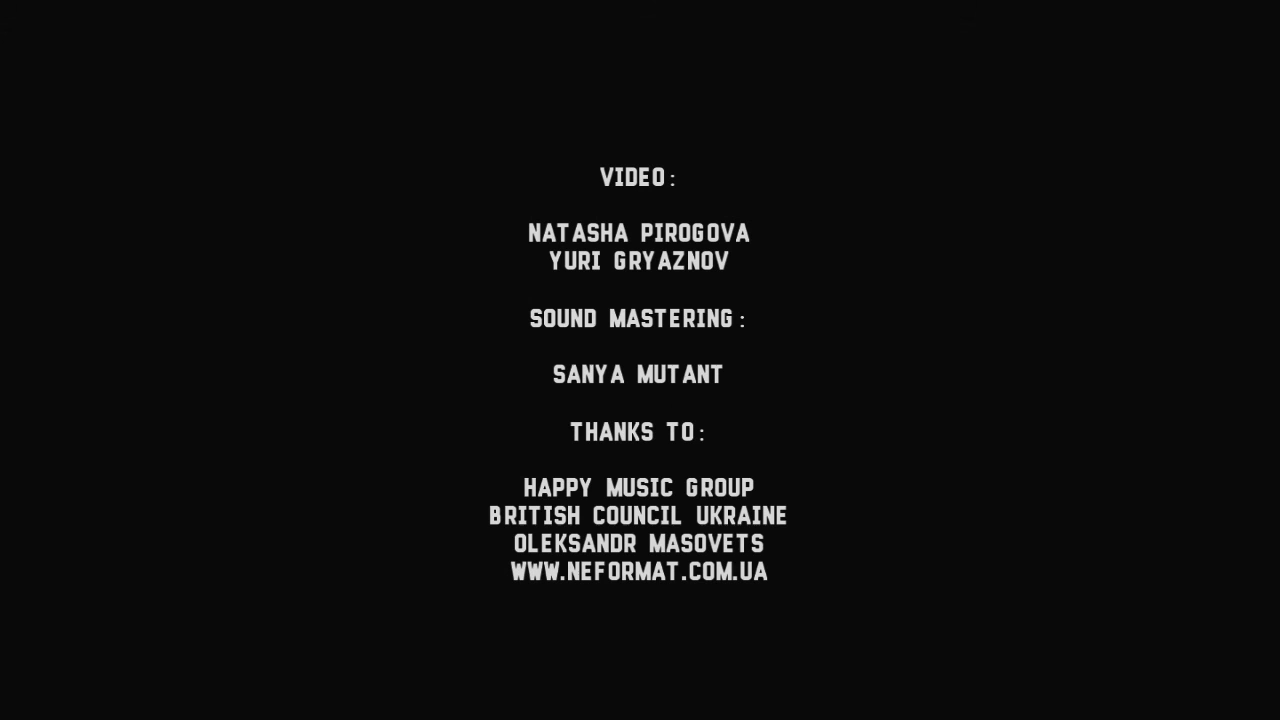 VIDEO:
NATASHA PIROGOVA
YURI GRYAZNOV
SOUND MASTERING:
SANYA MUTANT
THANKS TO:
HAPPY MUSIC GROUP
BRITISH COUNCIL UKRAINE
OLEKSANDR MASOVETS
WWW.NEFORMAT.COM.UA